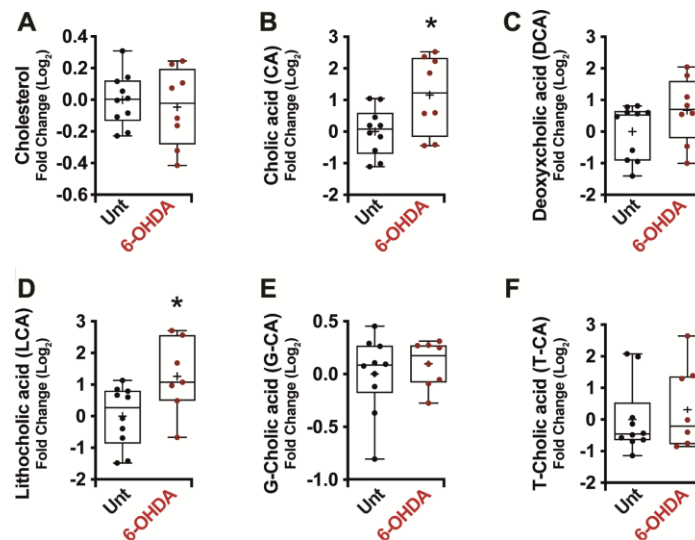 A
Cholesterol
Fold Change (Log2)
0.6
0.4
0.2
0.0
-0.2
-0.4
-0.6
Unt
6-OHDA
B
Cholic acid (CA)
Fold Change (Log2)
3
2
1
0
-1
-2
*
Unt
6-OHDA
C
Deoxyxcholic acid (DCA)
Fold Change (Log2)
3
2
1
0
-1
-2
Unt
6-OHDA
D
Lithocholic acid (LCA)
Fold Change (Log2)
3
2
1
0
-1
-2
*
Unt
6-OHDA
E
G-Cholic acid (G-CA)
Fold Change (Log2)
0.5
0.0
-0.5
-1.0
Unt
6-OHDA
F
T-Cholic acid (T-CA)
Fold Change (Log2)
3
2
1
0
-1
-2
Unt
6-OHDA